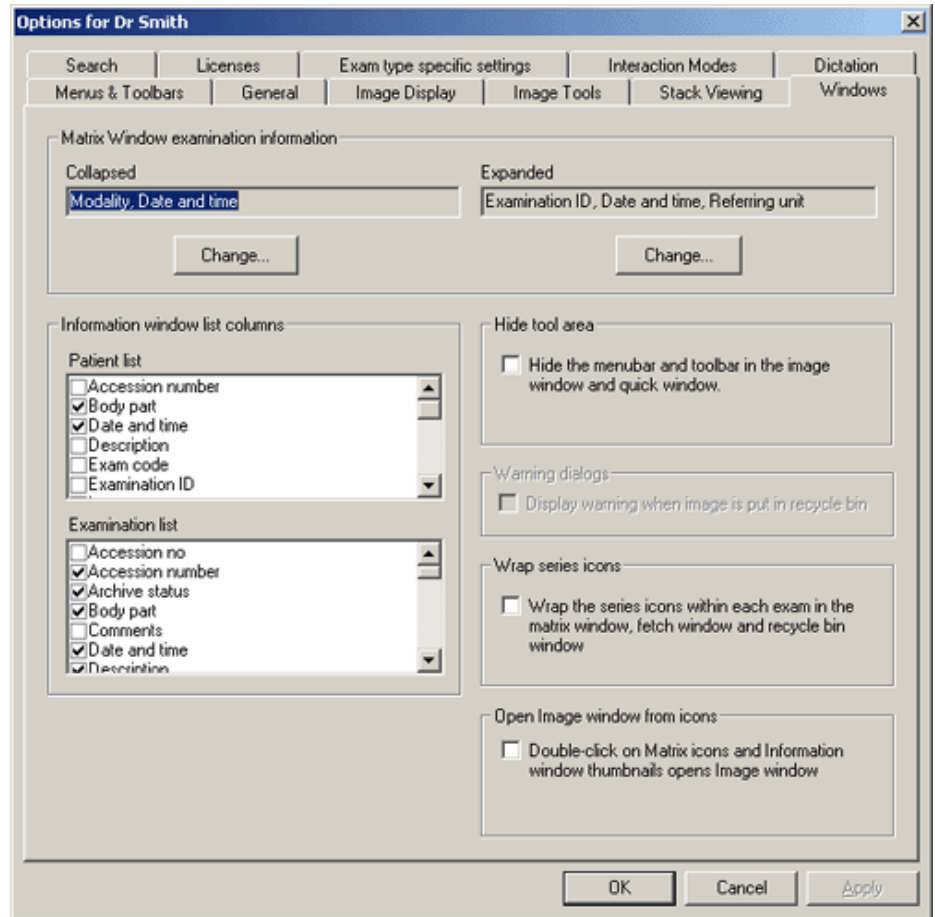 Options for Dr Smith
Search
Licenses
Exam type specific settings
Interaction Modes
Dictation
Menus & Toolbars
General
Image Display
Image Tools
Stack Viewing
Windows
Matrix Window examination information
Collapsed
Modality, Date and time
Change...
Expanded
Examination ID, Date and time, Referring unit
Change...
Information window list columns
Patient list
Accession number
Body part
Date and time
Description
Exam code
Examination ID
Examination list
Accession no
Accession number
Archive status
Body part
Comments
Date and time
Description
Hide tool area
Hide the menubar and toolbar in the image
window and quick window.
Warning dialogs
Display warning when image is put in recycle bin
Wrap series icons
Wrap the series icons within each exam in the
matrix window, fetch window and recycle bin
window
Open Image window from icons
Double-click on Matrix icons and Information
window thumbnails opens Image window
OK
Cancel
Apply